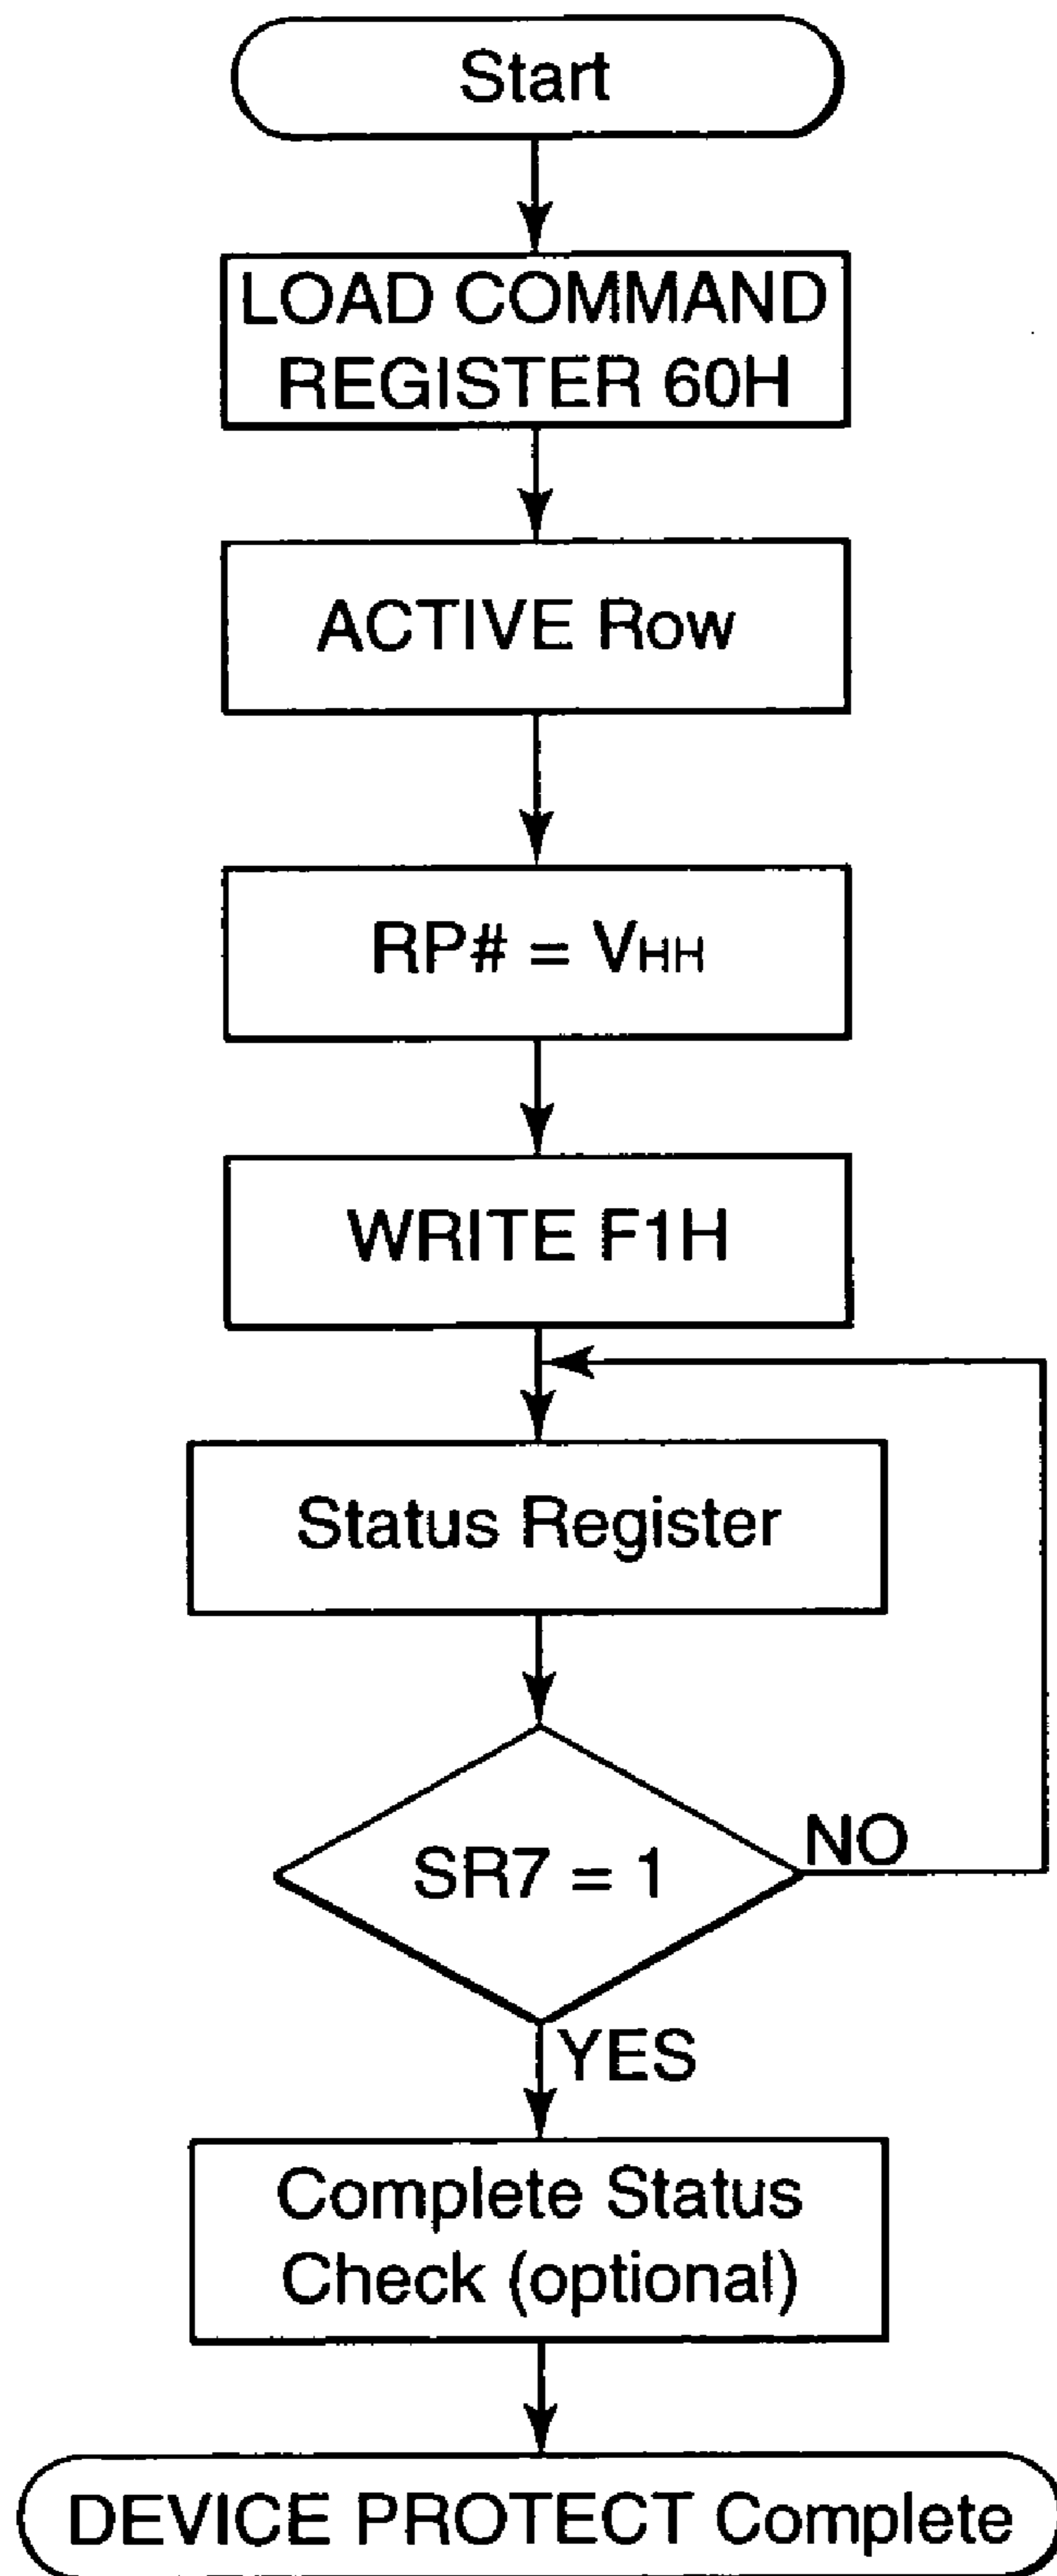 Start
LOAD COMMAND
REGISTER 60H
ACTIVE Row
RP# = VHH
WRITE F1H
Status Register
SR7 = 1
NO
YES
Complete Status
Check (optional)
DEVICE PROTECT Complete